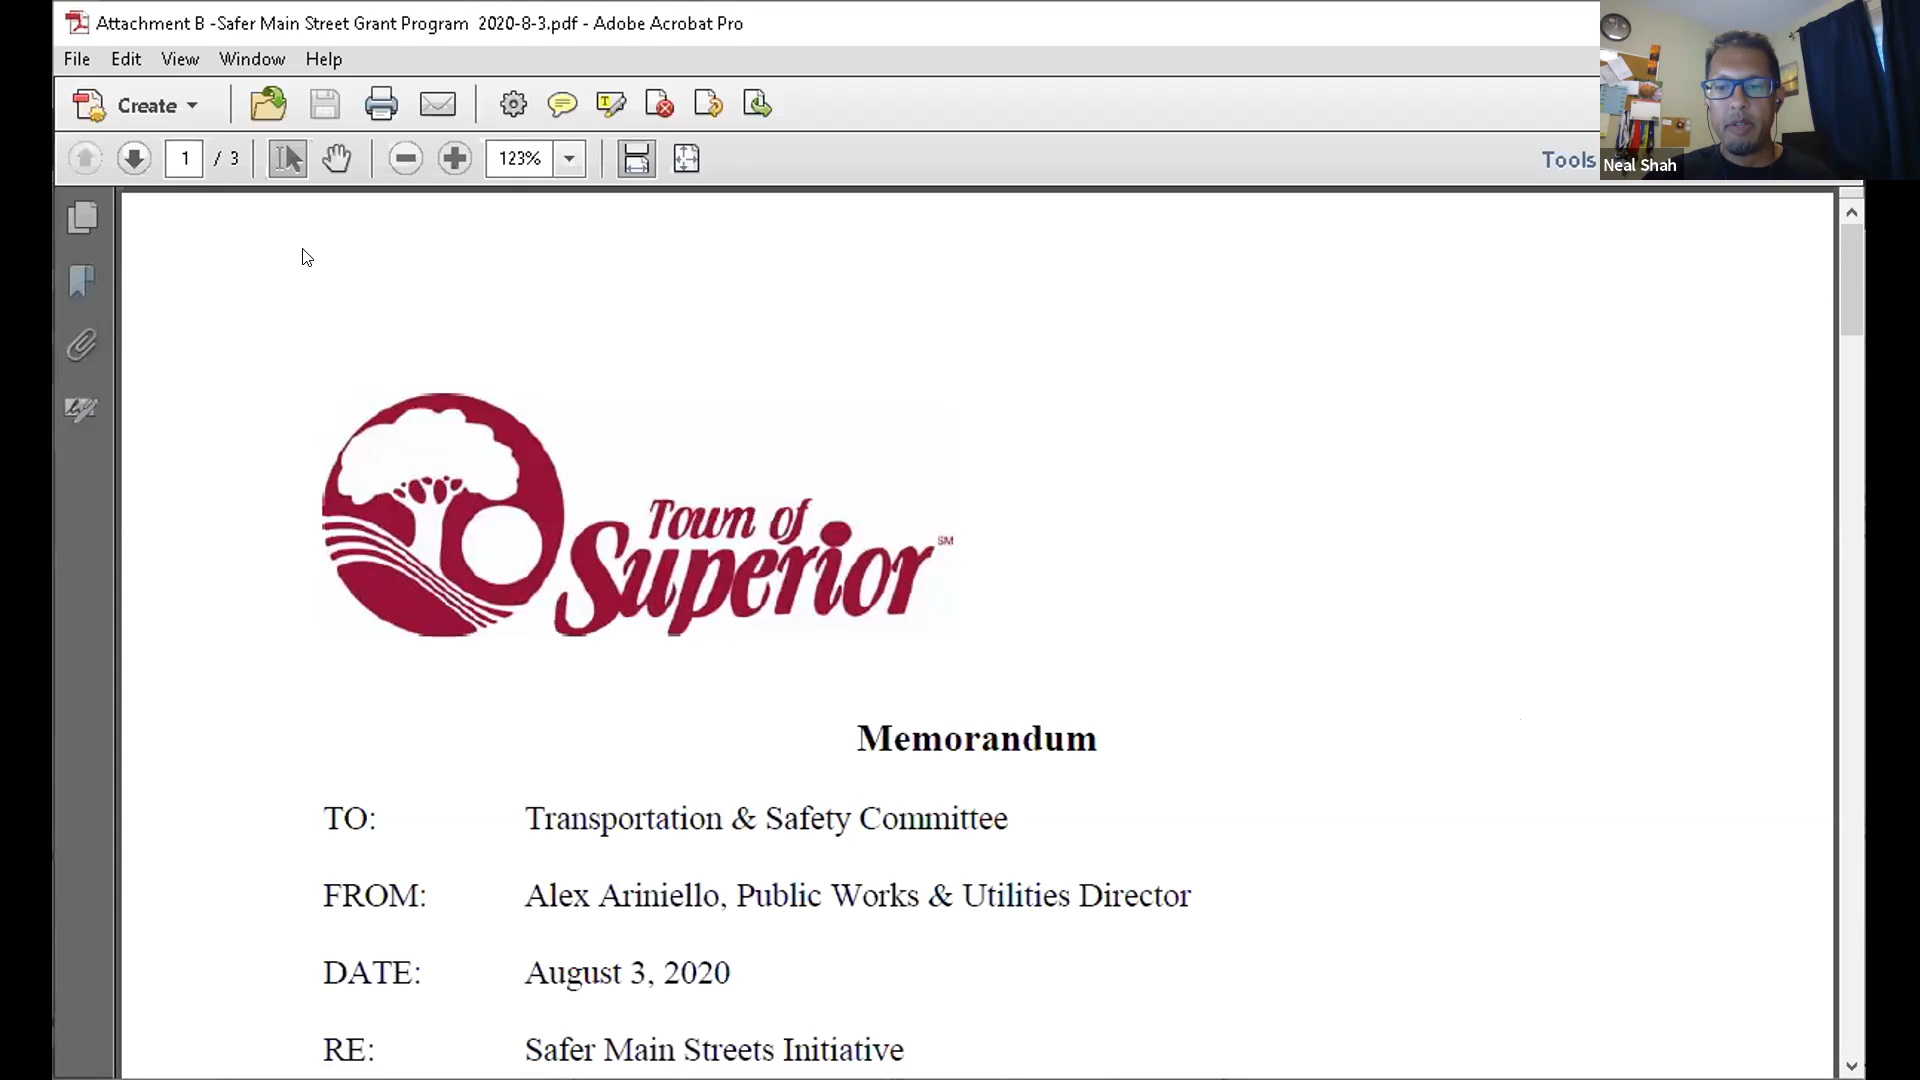 Attachment B -Safer Main Street Grant Program 2020-8-3.pdf - Adobe Acrobat Pro
File Edit View Window Help
Create
1 / 3 123% Tools
Neal Shah
Town of
Superior SM
Memorandum
TO: Transportation & Safety Committee
FROM: Alex Ariniello, Public Works & Utilities Director
DATE: August 3, 2020
RE: Safer Main Streets Initiative